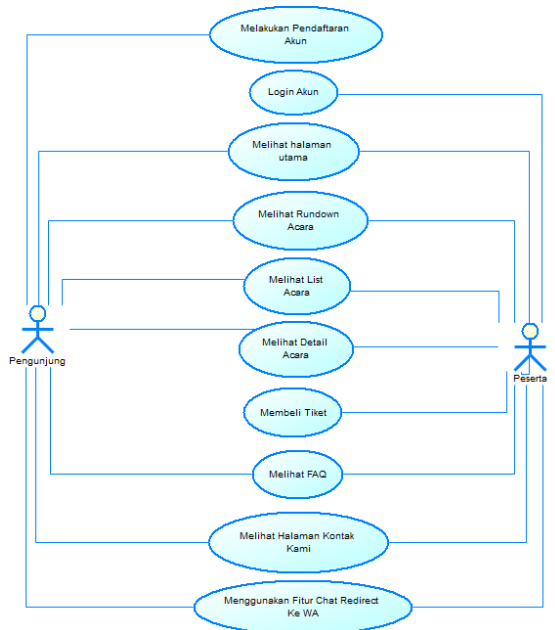 Melakukan Pendaftaran
Akun
Login Akun
Melihat halaman
utama
Melihat Rundown
Acara
Melihat List
Acara
Pengunjung
Melihat Detail
Acara
Peserta
Membeli Tiket
Melihat FAQ
Melihat Halaman Kontak
Kami
Menggunakan Fitur Chat Redirect
Ke WA